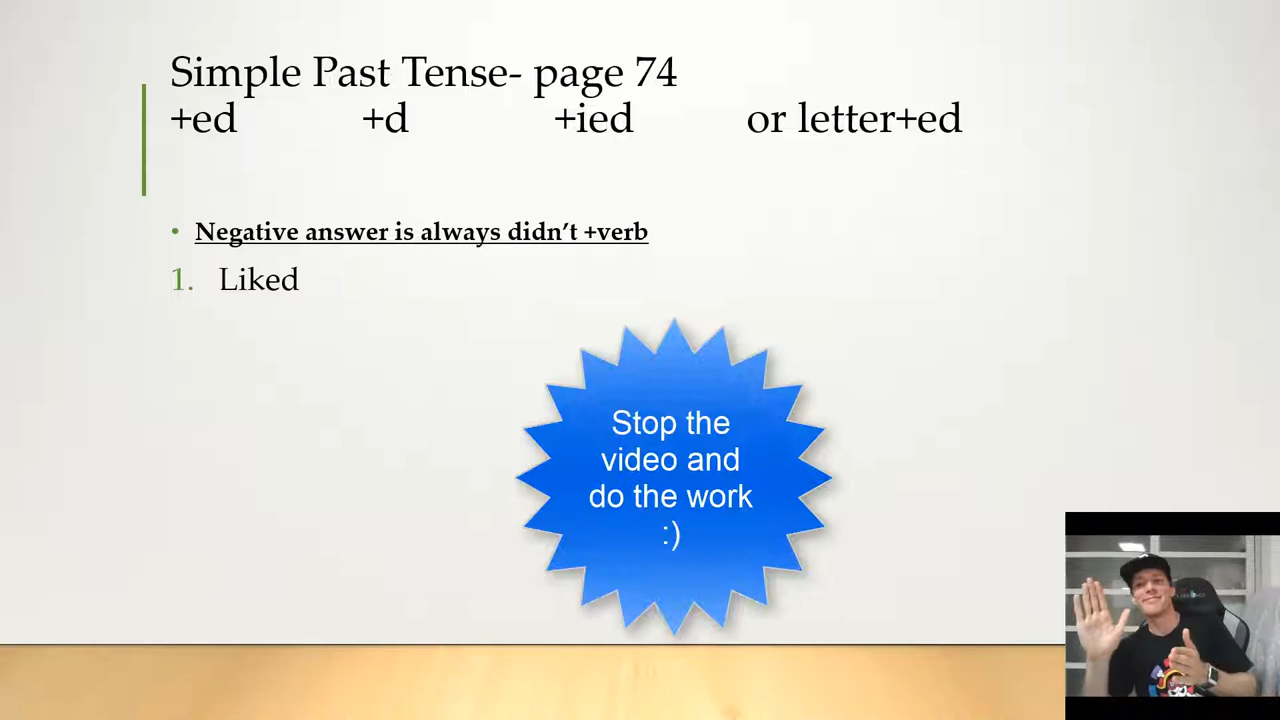 Simple Past Tense- page 74
+ed +d +ied or letter+ed
• Negative answer is always didn’t +verb
1. Liked
Stop the
video and
do the work
:)